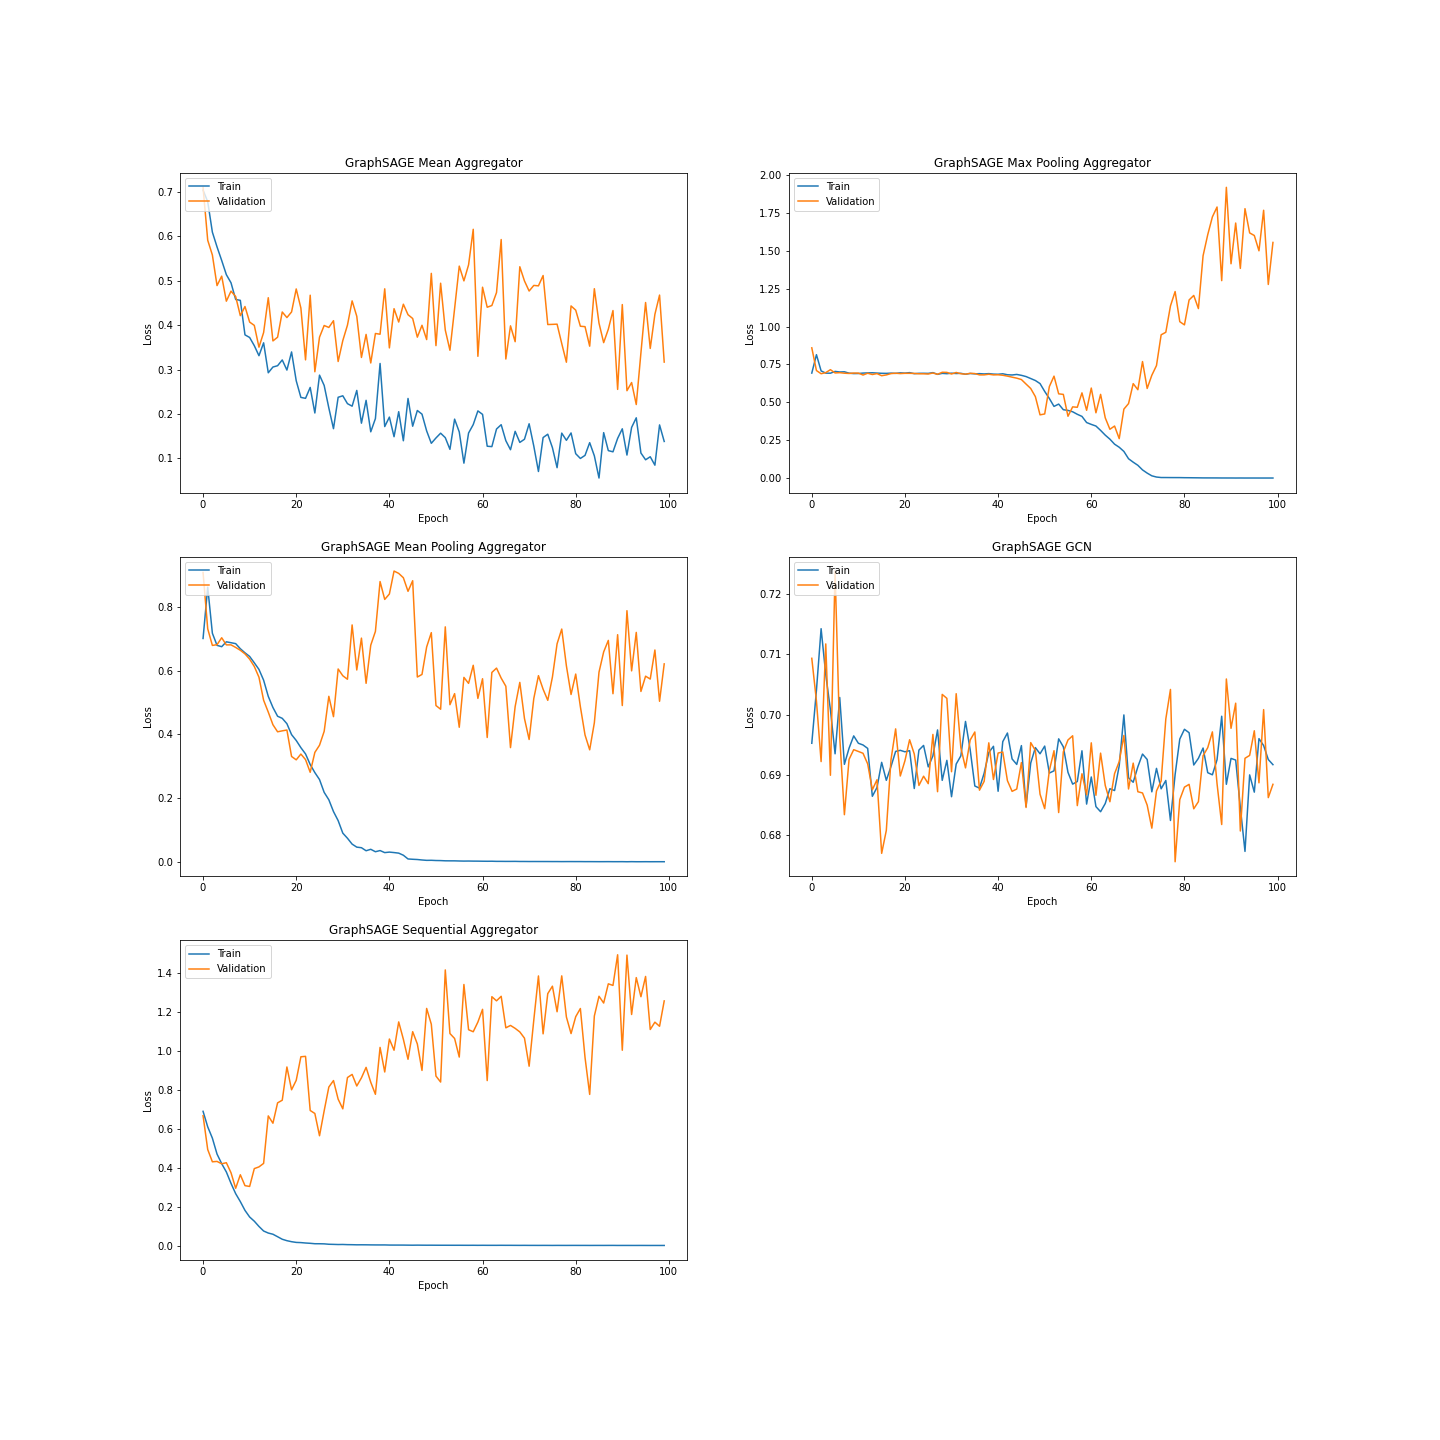 GraphSAGE Mean Aggregator
Train
Validation
0.7
0.6
0.5
0.4
0.3
0.2
0.1
Loss
0 20 40 60 80 100
Epoch
GraphSAGE Max Pooling Aggregator
Train
Validation
2.00
1.75
1.50
1.25
1.00
0.75
0.50
0.25
0.00
Loss
0 20 40 60 80 100
Epoch
GraphSAGE Mean Pooling Aggregator
Train
Validation
0.8
0.6
0.4
0.2
0.0
Loss
0 20 40 60 80 100
Epoch
GraphSAGE GCN
Train
Validation
0.72
0.71
0.70
0.69
0.68
Loss
0 20 40 60 80 100
Epoch
GraphSAGE Sequential Aggregator
Train
Validation
1.4
1.2
1.0
0.8
0.6
0.4
0.2
0.0
Loss
0 20 40 60 80 100
Epoch